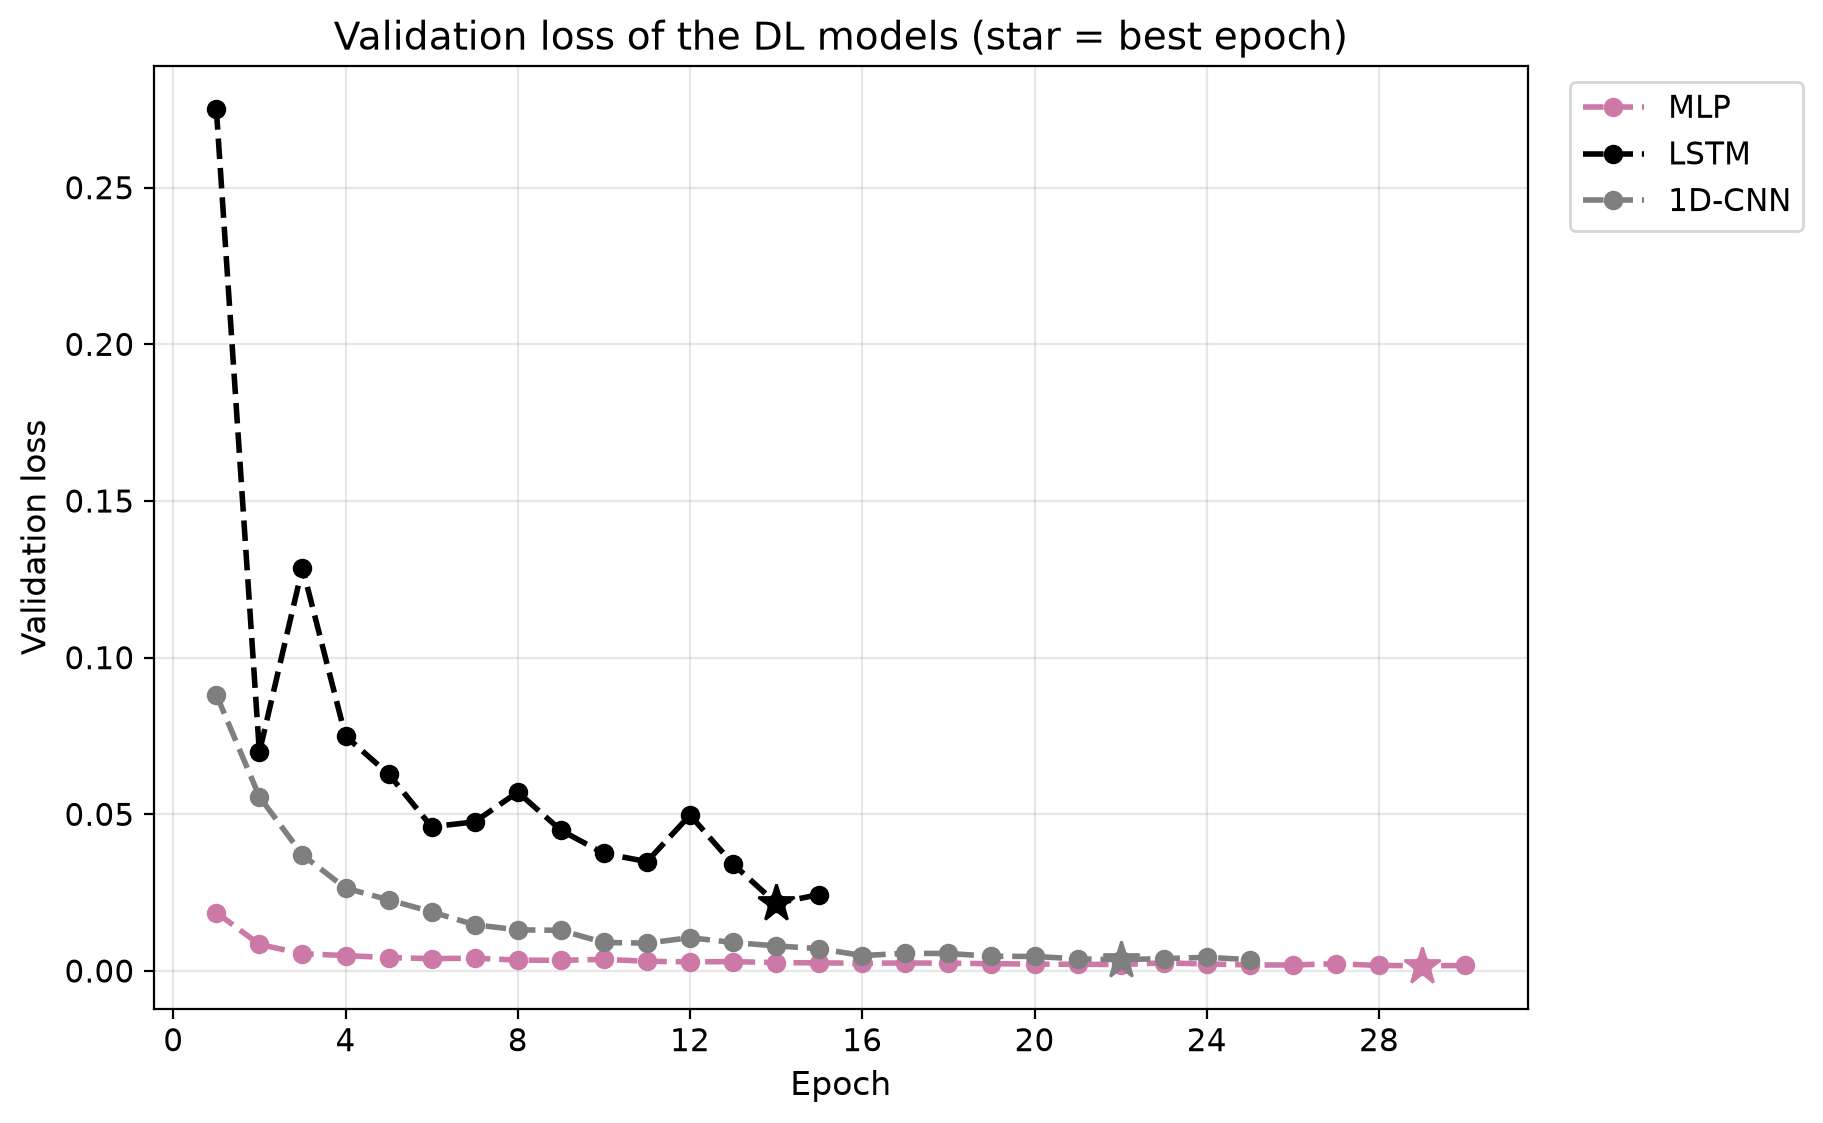 Validation loss of the DL models (star = best epoch)
MLP
LSTM
1D-CNN
Validation loss
0.25
0.20
0.15
0.10
0.05
0.00
0 4 8 12 16 20 24 28
Epoch